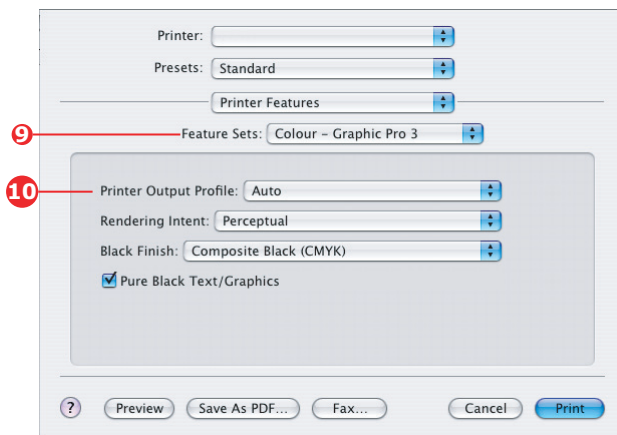 Printer:
Presets: Standard
Printer Features
9 Feature Sets: Colour – Graphic Pro 3
10 Printer Output Profile: Auto
Rendering Intent: Perceptual
Black Finish: Composite Black (CMYK)
Pure Black Text/Graphics
? Preview Save As PDF... Fax... Cancel Print